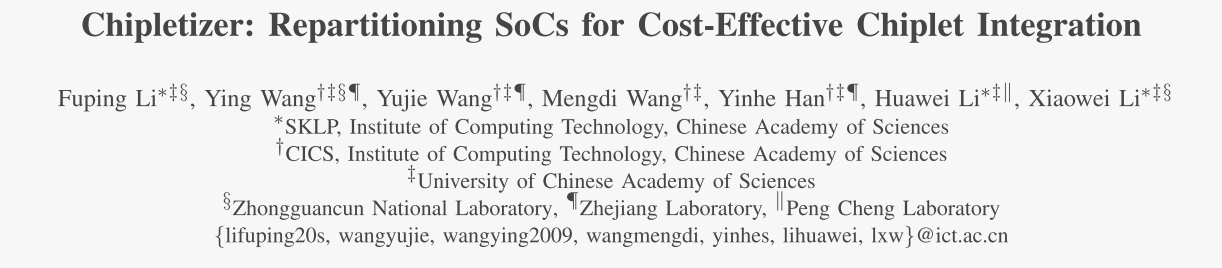 Chipletizer: Repartitioning SoCs for Cost-Effective Chiplet Integration
Fuping Li*‡§, Ying Wang†‡§¶, Yujie Wang†‡¶, Mengdi Wang†‡, Yinhe Han†‡¶, Huawei Li*‡∥, Xiaowei Li*‡§
*SKLP, Institute of Computing Technology, Chinese Academy of Sciences
†CICS, Institute of Computing Technology, Chinese Academy of Sciences
‡University of Chinese Academy of Sciences
§Zhongguancun National Laboratory, ¶Zhejiang Laboratory, ∥Peng Cheng Laboratory
{lifuping20s, wangyujie, wangying2009, wangmengdi, yinhes, lihuawei, lxw}@ict.ac.cn